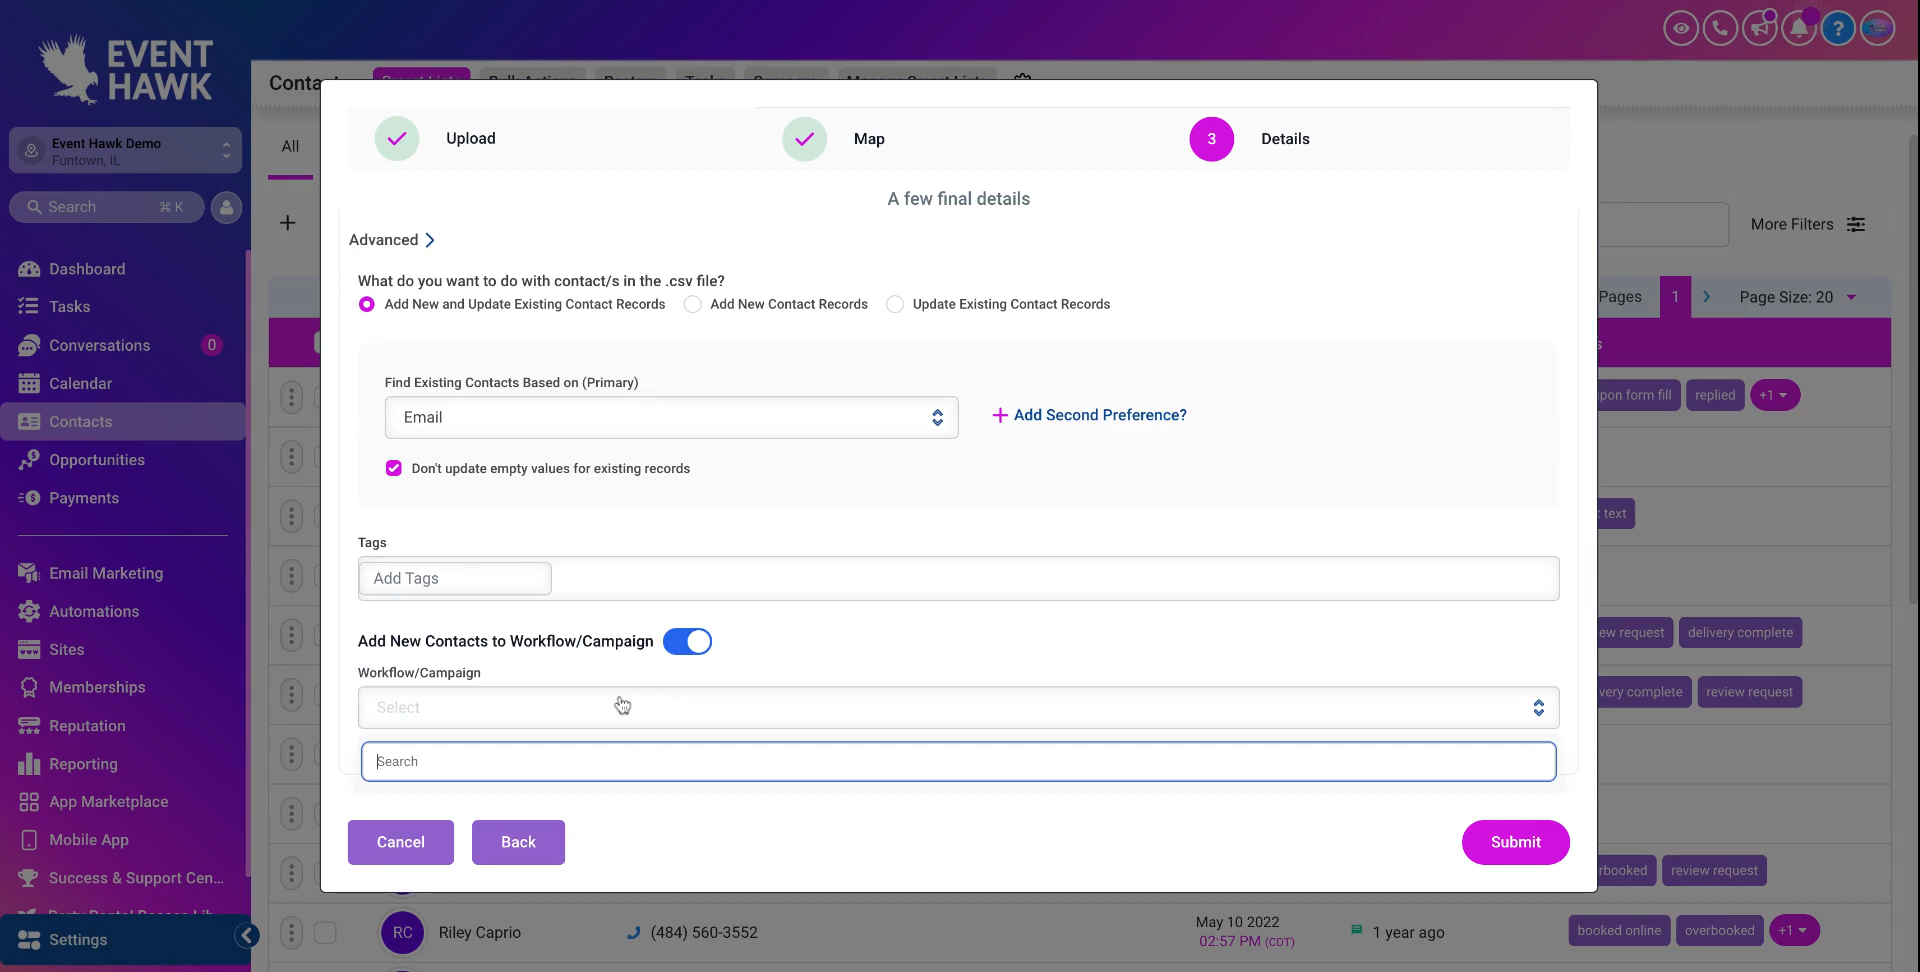 EVENT
HAWK
Event Hawk Demo
Funtown, IL
Search ⌘ K
Dashboard
Tasks
Conversations 0
Calendar
Contacts
Opportunities
Payments
Email Marketing
Automations
Sites
Memberships
Reputation
Reporting
App Marketplace
Mobile App
Success & Support Cen...
Settings
All
Upload
Map
3 Details
A few final details
Advanced
What do you want to do with contact/s in the .csv file?
Add New and Update Existing Contact Records
Add New Contact Records
Update Existing Contact Records
Find Existing Contacts Based on (Primary)
Email
+ Add Second Preference?
Don't update empty values for existing records
Tags
Add Tags
Add New Contacts to Workflow/Campaign
Workflow/Campaign
Select
Search
Cancel
Back
Submit
?
More Filters
Pages 1 Page Size: 20
form fill replied +1
text
request delivery complete
complete review request
review request
RC Riley Caprio (484) 560-3552 May 10 2022 1 year ago booked online overbooked +1
02:57 PM (CDT)